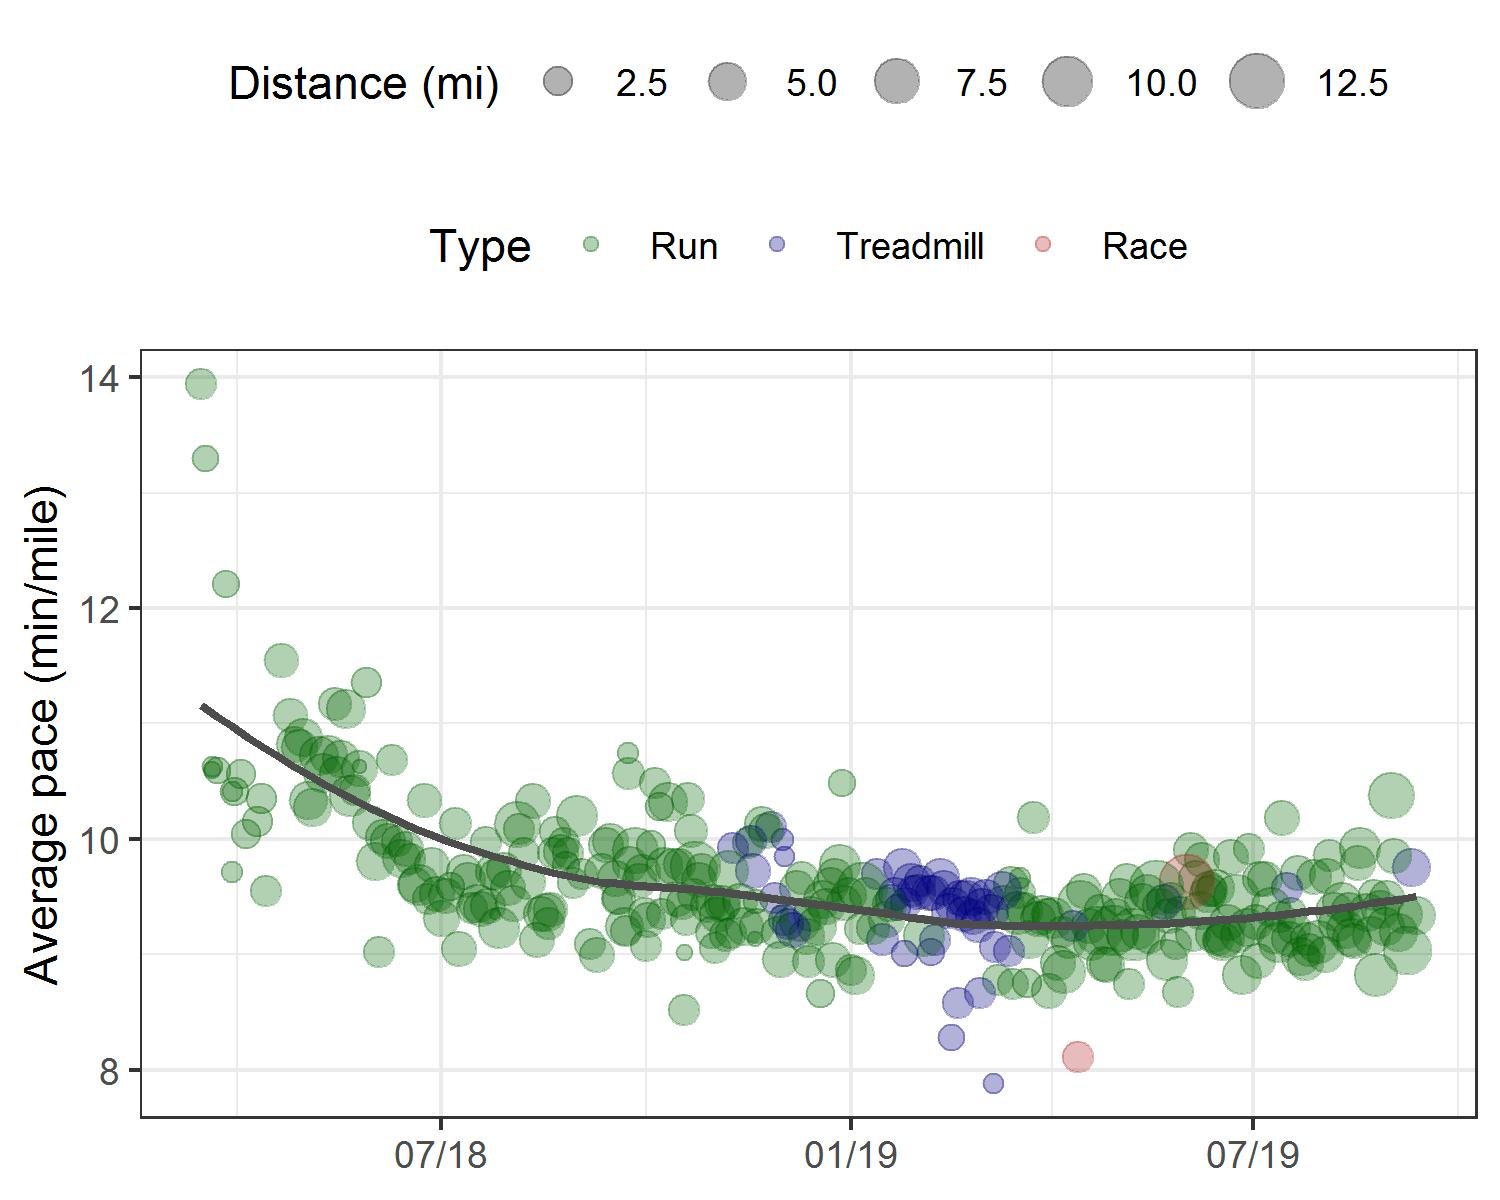 Distance (mi) 2.5 5.0 7.5 10.0 12.5
Type Run Treadmill Race
14
12
10
8
Average pace (min/mile)
07/18 01/19 07/19